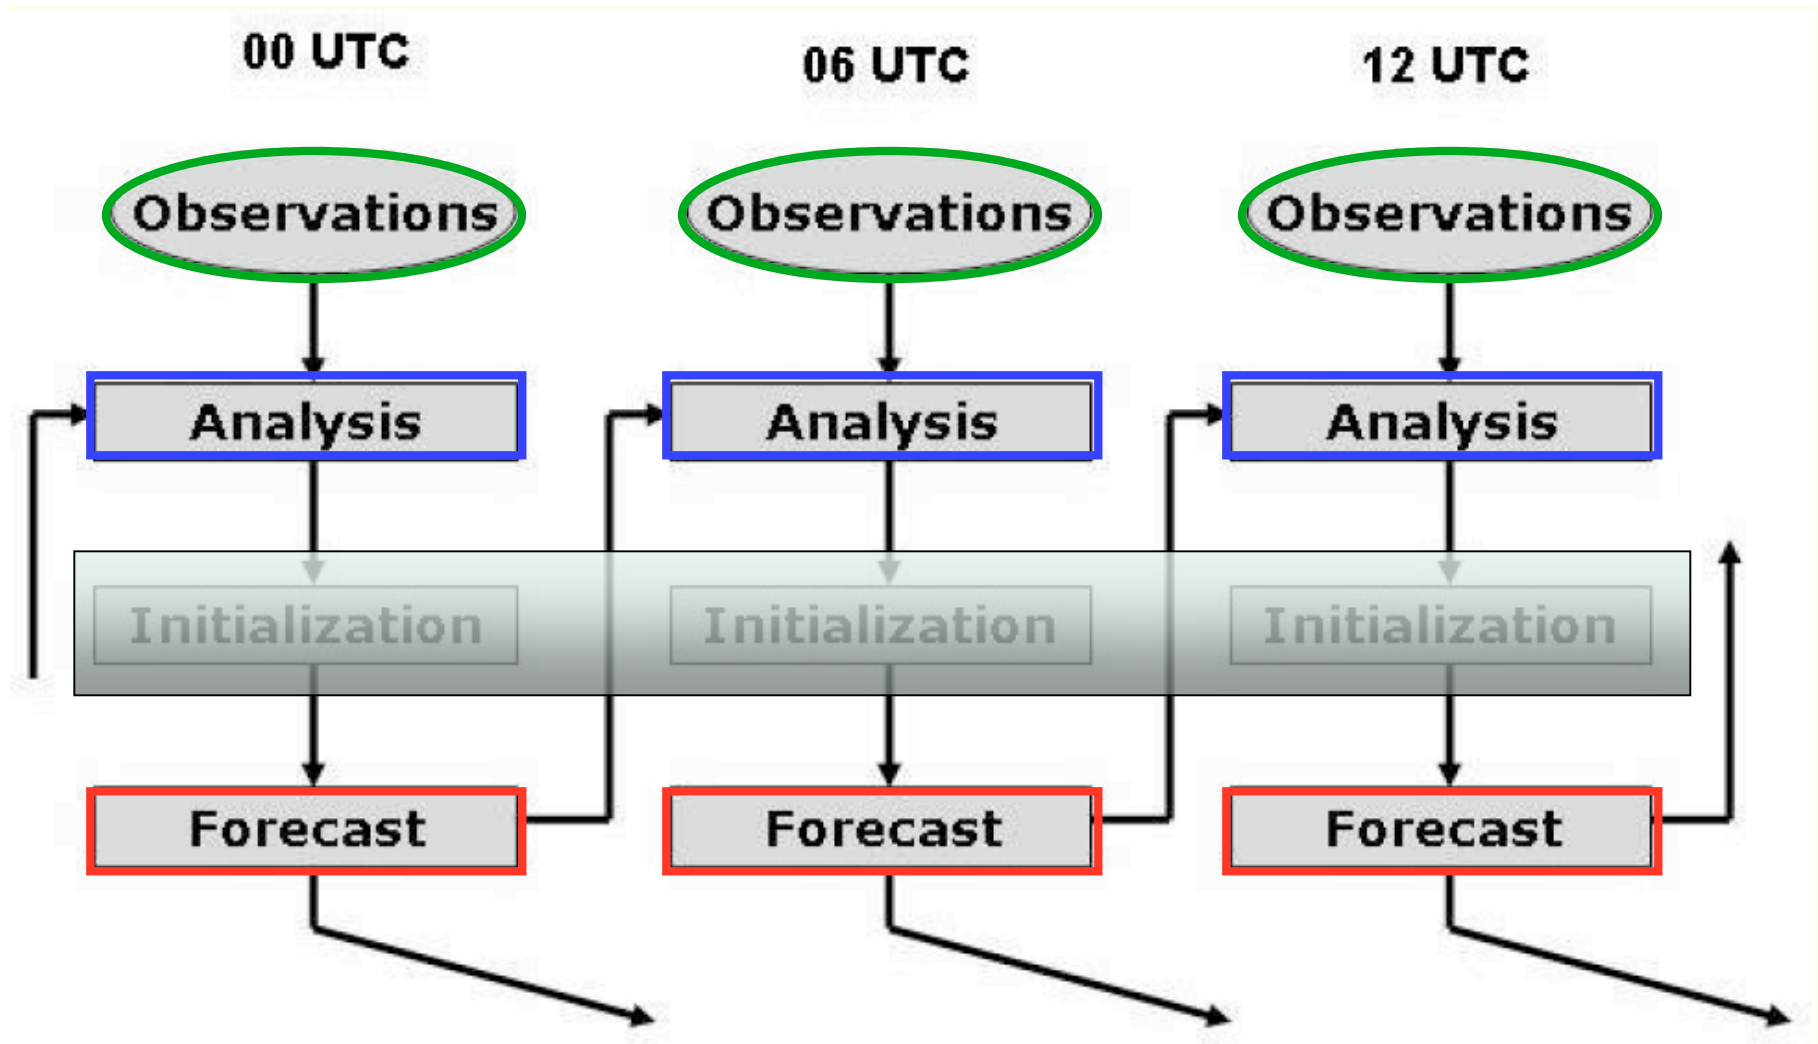 00 UTC
06 UTC
12 UTC
Observations
Observations
Observations
Analysis
Analysis
Analysis
Initialization
Initialization
Initialization
Forecast
Forecast
Forecast